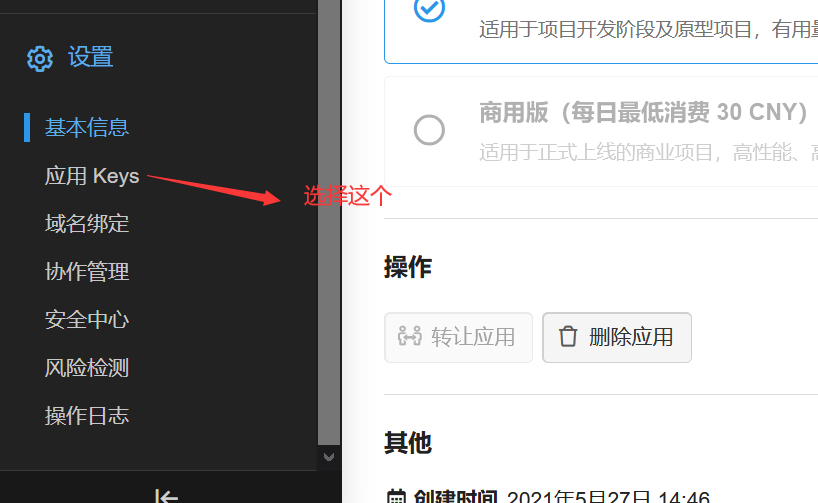 设置
基本信息
应用 Keys
选择这个
域名绑定
协作管理
安全中心
风险检测
操作日志
适用于项目开发阶段及原型项目，有用量
商用版（每日最低消费 30 CNY）
适用于正式上线的商业项目，高性能、高
操作
转让应用
删除应用
其他
创建时间 2021年5月27日 14:46